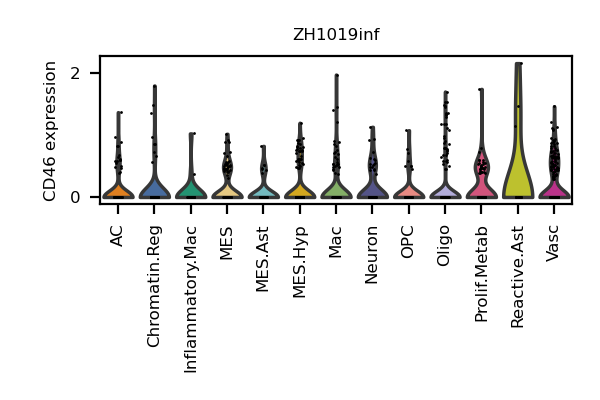 ZH1019inf
CD46 expression
2
0
AC
Chromatin.Reg
Inflammatory.Mac
MES
MES.Ast
MES.Hyp
Mac
Neuron
OPC
Oligo
Prolif.Metab
Reactive.Ast
Vasc